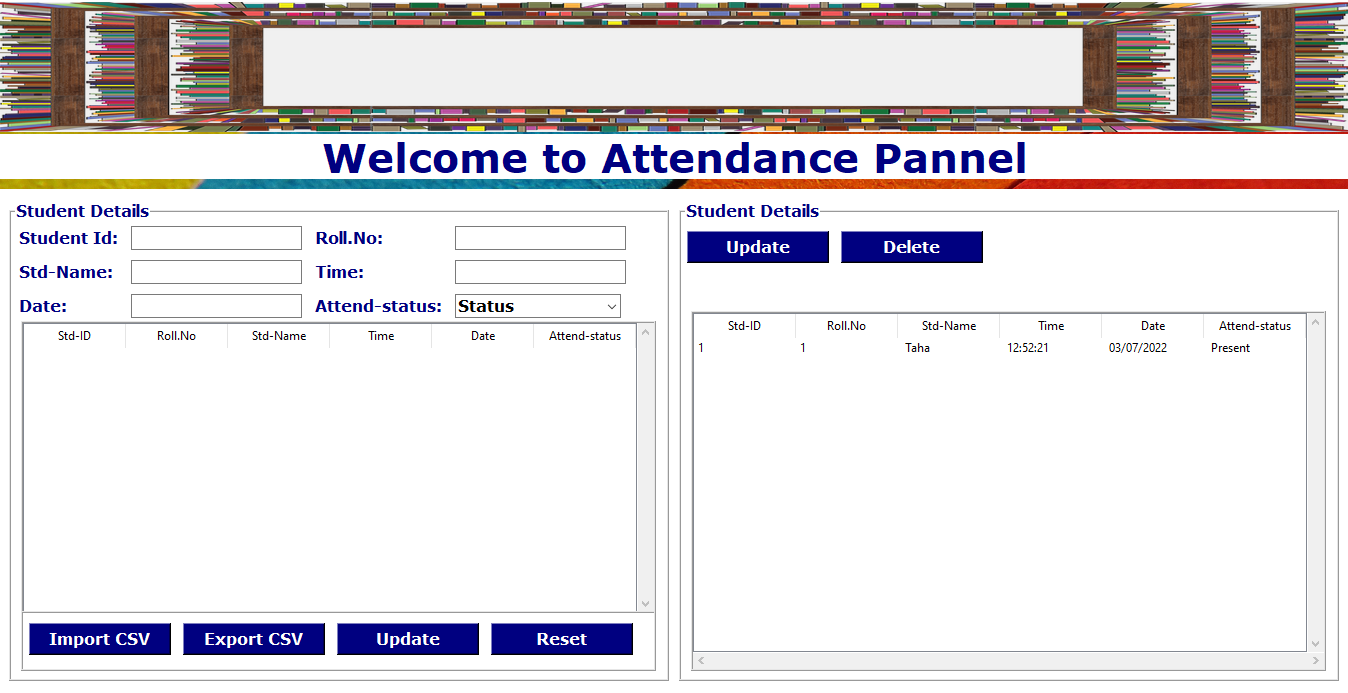 Welcome to Attendance Pannel
Student Details
Student Id:
Roll.No:
Std-Name:
Time:
Date:
Attend-status: Status
Std-ID Roll.No Std-Name Time Date Attend-status
Import CSV Export CSV Update Reset
Student Details
Update Delete
Std-ID Roll.No Std-Name Time Date Attend-status
1 1 Taha 12:52:21 03/07/2022 Present